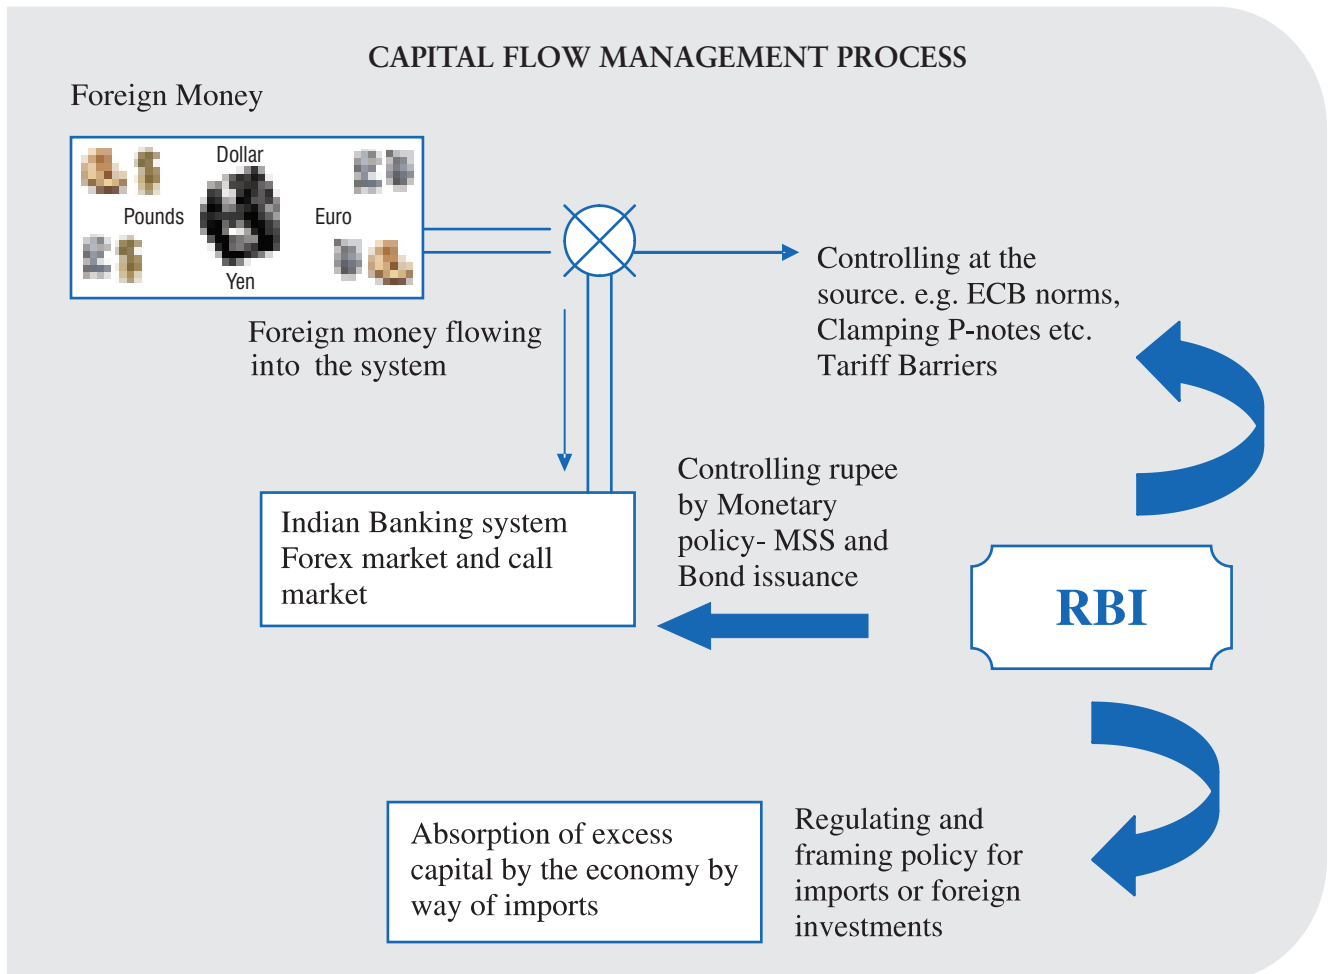 CAPITAL FLOW MANAGEMENT PROCESS
Foreign Money
Dollar
Pounds
Euro
Yen
Foreign money flowing
into the system
Controlling at the
source. e.g. ECB norms,
Clamping P-notes etc.
Tariff Barriers
Controlling rupee
by Monetary
policy- MSS and
Bond issuance
Indian Banking system
Forex market and call
market
RBI
Absorption of excess
capital by the economy by
way of imports
Regulating and
framing policy for
imports or foreign
investments